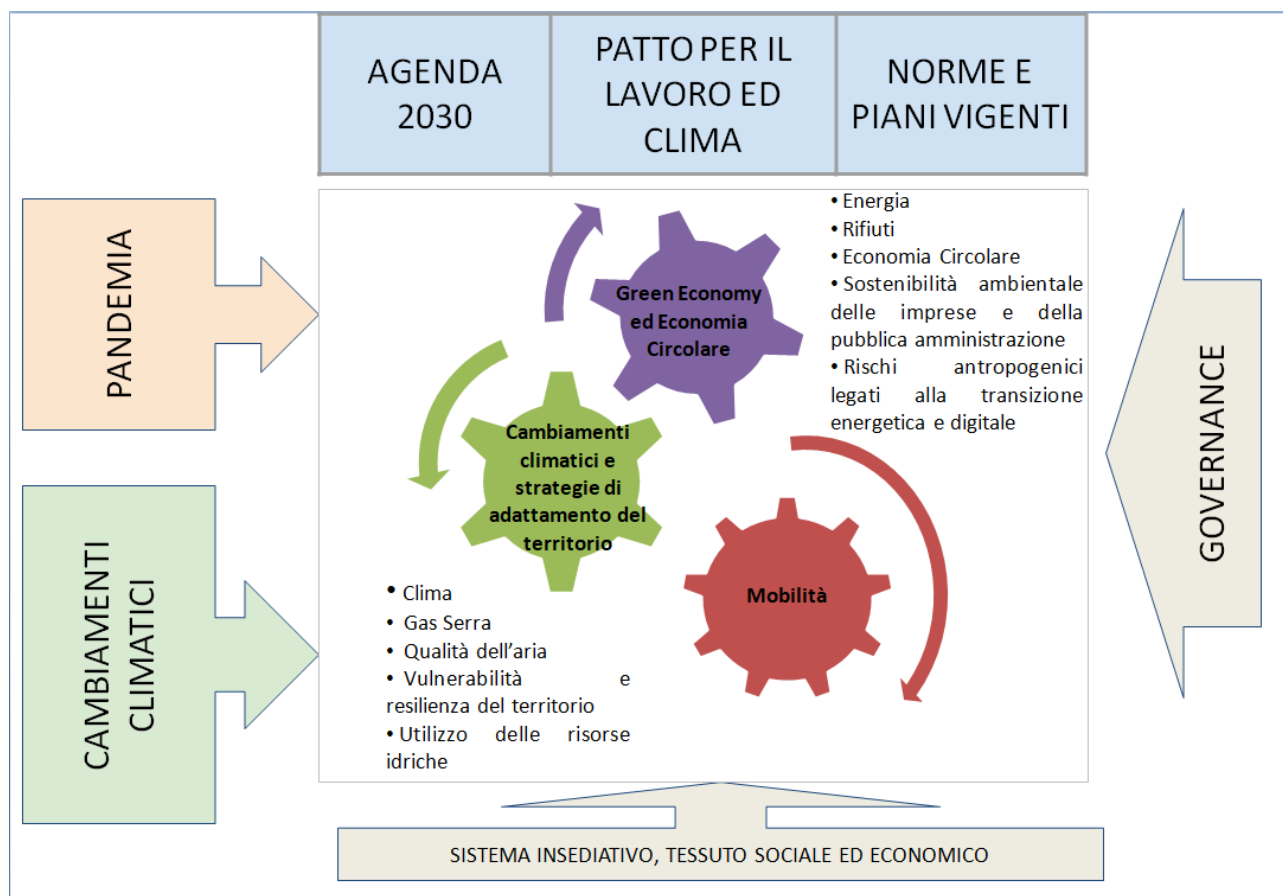 AGENDA
2030
PATTO PER IL
LAVORO ED
CLIMA
NORME E
PIANI VIGENTI
PANDEMIA
CAMBIAMENTI
CLIMATICI
Green Economy
ed Economia
Circolare
• Energia
• Rifiuti
• Economia Circolare
• Sostenibilità ambientale
delle imprese e della
pubblica amministrazione
• Rischi antropogenici
legati alla transizione
energetica e digitale
Cambiamenti
climatici e
strategie di
adattamento del
territorio
Mobilità
• Clima
• Gas Serra
• Qualità dell’aria
• Vulnerabilità e
resilienza del territorio
• Utilizzo delle risorse
idriche
GOVERNANCE
SISTEMA INSEDIATIVO, TESSUTO SOCIALE ED ECONOMICO